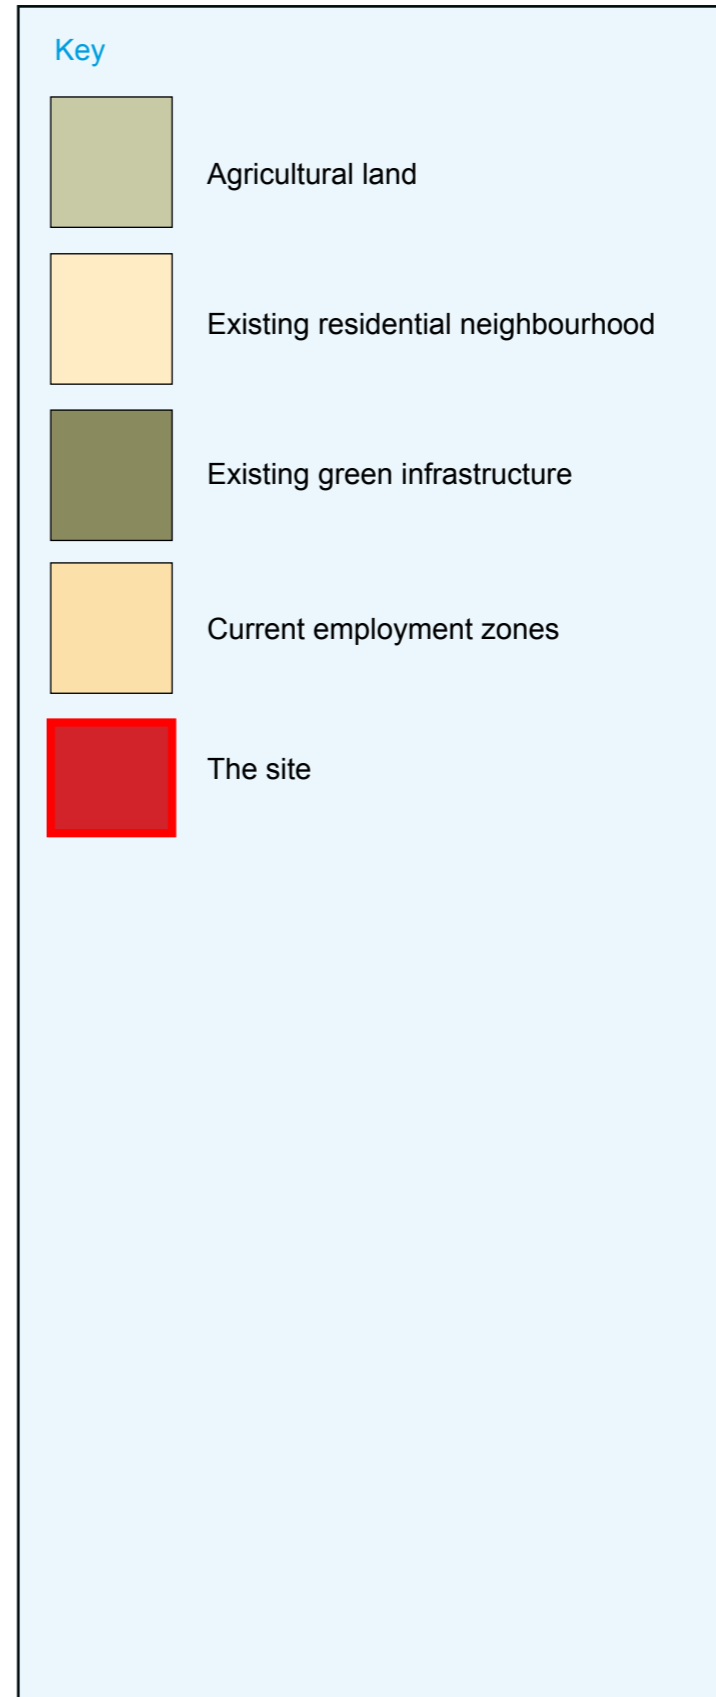 Key
Agricultural land
Existing residential neighbourhood
Existing green infrastructure
Current employment zones
The site